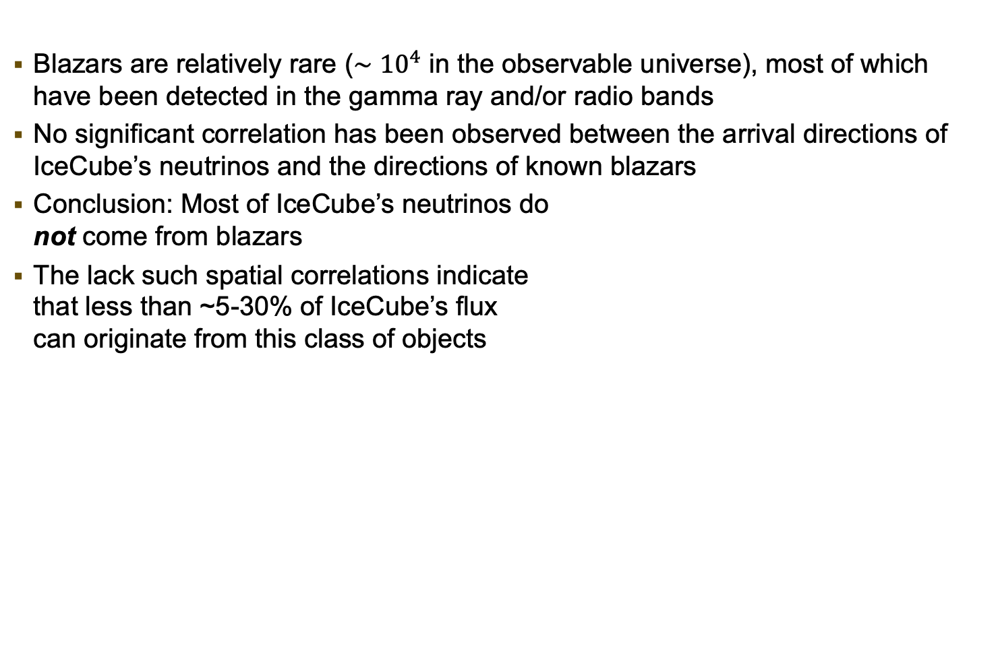 ▪ Blazars are relatively rare (~ 10⁴ in the observable universe), most of which
have been detected in the gamma ray and/or radio bands
▪ No significant correlation has been observed between the arrival directions of
IceCube’s neutrinos and the directions of known blazars
▪ Conclusion: Most of IceCube’s neutrinos do
not come from blazars
▪ The lack such spatial correlations indicate
that less than ~5-30% of IceCube’s flux
can originate from this class of objects